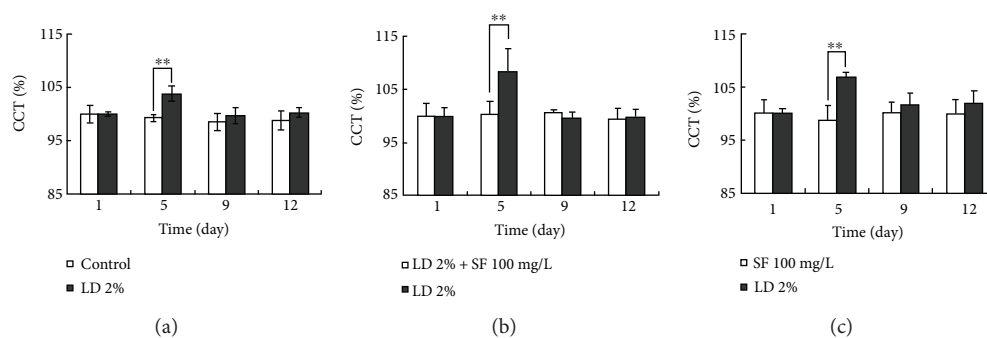 115
105
95
85
CCT (%)
**
1 5 9 12
Time (day)
Control
LD 2%
(a)
115
105
95
85
CCT (%)
**
1 5 9 12
Time (day)
LD 2% + SF 100 mg/L
LD 2%
(b)
115
105
95
85
CCT (%)
**
1 5 9 12
Time (day)
SF 100 mg/L
LD 2%
(c)